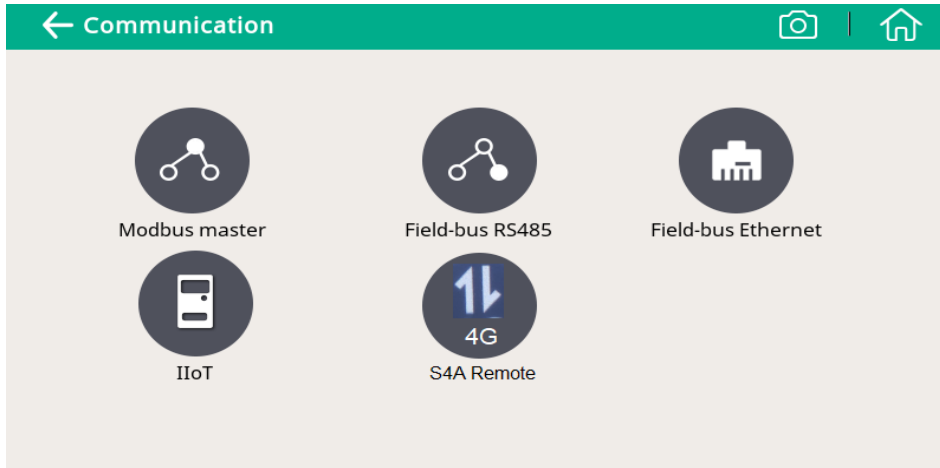 Communication
Modbus master
Field-bus RS485
Field-bus Ethernet
4G
IIoT
S4A Remote